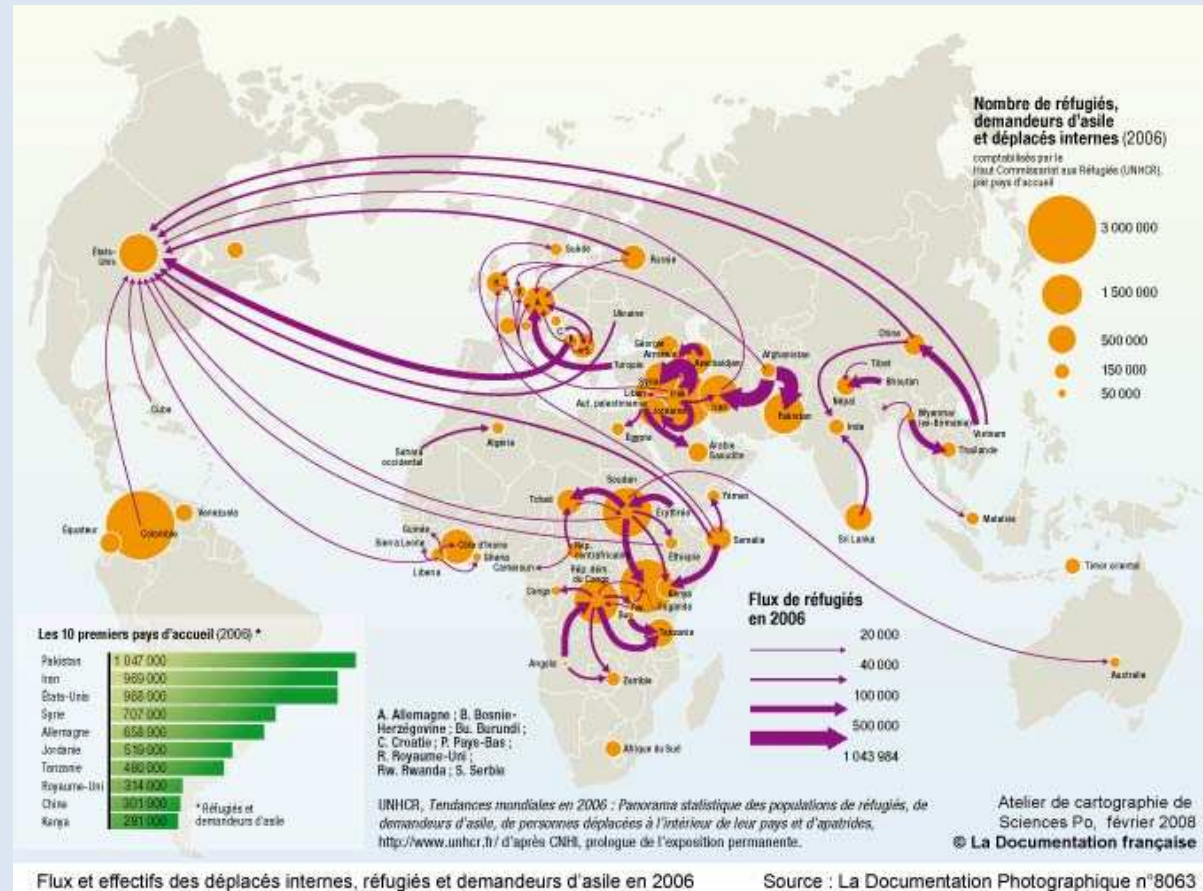 Nombre de réfugiés,
demandeurs d'asile
et déplacés internes (2006)
comptabilisés par le
Haut Commissariat aux Réfugiés (UNHCR),
par pays d'accueil
3 000 000
1 500 000
500 000
150 000
50 000
États-
Unis
Suède
Russie
Ukraine
Géorgie
Arménie
Azerbaïdjan
Afghanistan
Chine
Turquie
Tibet
Syrie
Liban
Irak
Iran
Bhoutan
Aut. palestinienne
Jordanie
Pakistan
Népal
Cuba
Myanmar
(ex-Birmanie)
Inde
Vietnam
Égypte
Algérie
Arabie
Saoudite
Thaïlande
Sahara
occidental
Soudan
Tchad
Yémen
Venezuela
Érythrée
Équateur
Colombie
Guinée
Sierra Leone
Côte d'Ivoire
Ghana
Liberia
Rép.
centrafricaine
Cameroun
Éthiopie
Somalie
Sri Lanka
Malaisie
Rép. dém.
du Congo
Congo
Kenya
Ouganda
Rw.
Bu.
Timor oriental
Tanzanie
Angola
Zambie
Australie
Afrique du Sud
Flux de réfugiés
en 2006
20 000
40 000
100 000
500 000
1 043 984
Les 10 premiers pays d'accueil (2006) *
Pakistan 1 047 000
Iran 969 000
États-Unis 968 000
Syrie 707 000
Allemagne 658 000
Jordanie 519 000
Tanzanie 480 000
Royaume-Uni 314 000
Chine 301 000
Kenya 291 000
* Réfugiés et
demandeurs d'asile
A. Allemagne ; B. Bosnie-
Herzégovine ; Bu. Burundi ;
C. Croatie ; P. Pays-Bas ;
R. Royaume-Uni ;
Rw. Rwanda ; S. Serbie
UNHCR, Tendances mondiales en 2006 : Panorama statistique des populations de réfugiés, de
demandeurs d'asile, de personnes déplacées à l'intérieur de leur pays et d'apatrides,
http://www.unhcr.fr/ d'après CNHI, prologue de l'exposition permanente.
Atelier de cartographie de
Sciences Po, février 2008
© La Documentation française
Flux et effectifs des déplacés internes, réfugiés et demandeurs d'asile en 2006
Source : La Documentation Photographique n°8063